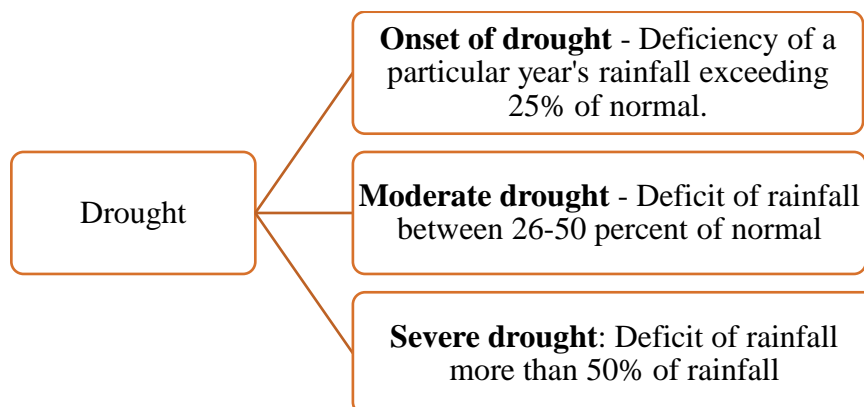 Drought
Onset of drought - Deficiency of a
particular year's rainfall exceeding
25% of normal.
Moderate drought - Deficit of rainfall
between 26-50 percent of normal
Severe drought: Deficit of rainfall
more than 50% of rainfall